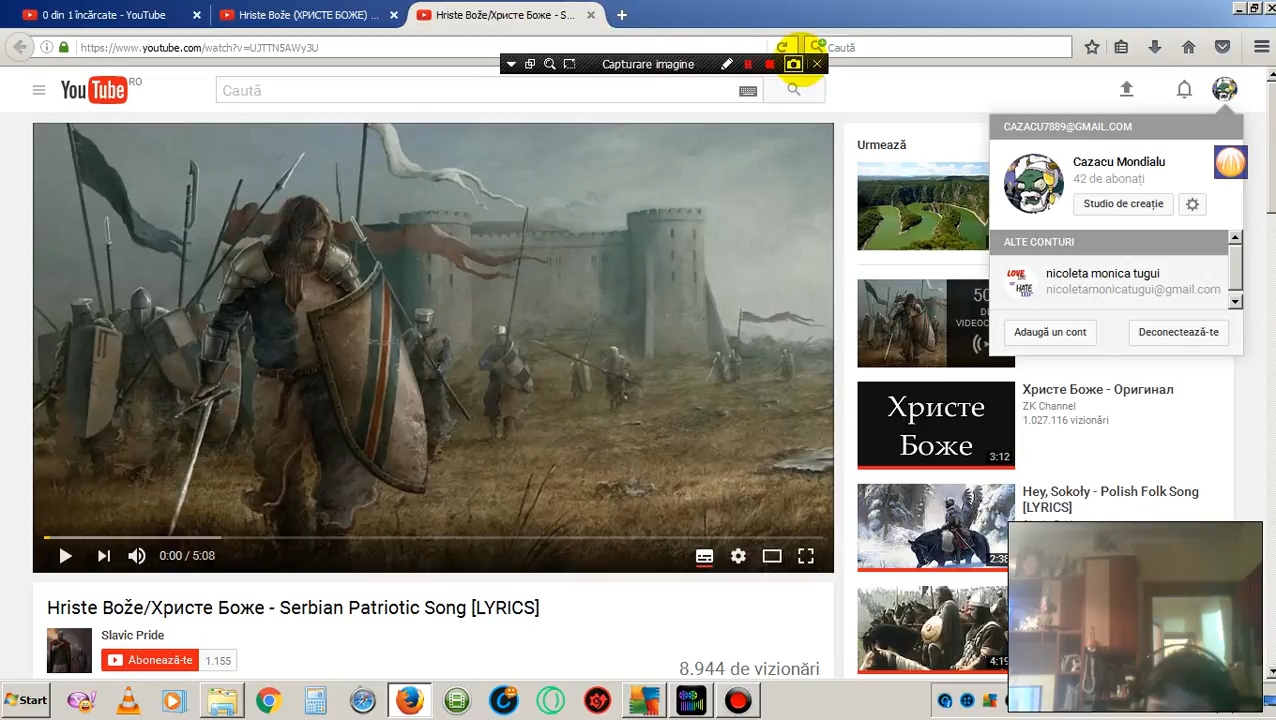 0 din 1 încărcate - YouTube
Hriste Bože (ХРИСТЕ БОЖЕ) ...
Hriste Bože/Христе Боже - S...
https://www.youtube.com/watch?v=UJTTN5AWy3U
Caută
Capturare imagine
YouTube RO
Caută
CAZACU7889@GMAIL.COM
Cazacu Mondialu
42 de abonați
Studio de creație
ALTE CONTURI
LOVE
HATE
nicoleta monica tugui
nicoletamonicatugui@gmail.com
Adaugă un cont
Deconectează-te
Urmează
50
Христе Боже
3:12
Христе Боже - Оригинал
ZK Channel
1.027.116 vizionări
Hey, Sokoły - Polish Folk Song
[LYRICS]
2:38
4:19
0:00 / 5:08
Hriste Bože/Христе Боже - Serbian Patriotic Song [LYRICS]
Slavic Pride
Abonează-te 1.155
8.944 de vizionări
Start